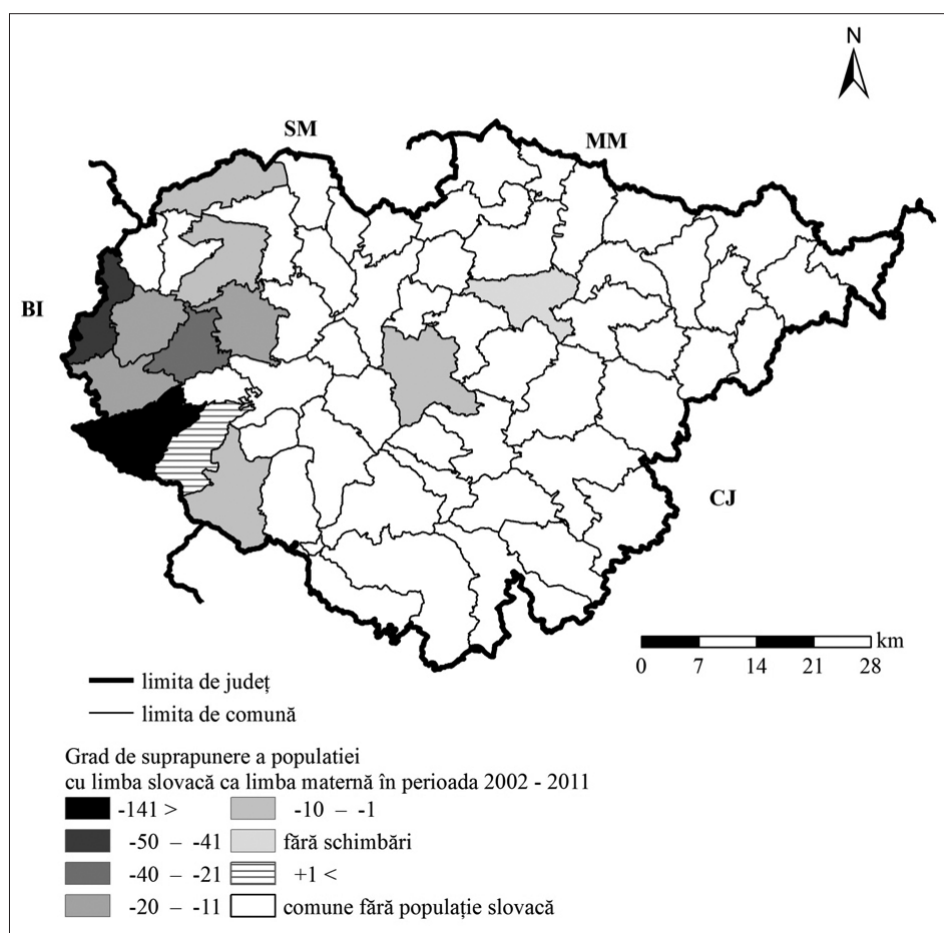 N
SM
MM
BI
CJ
km
0 7 14 21 28
limita de județ
limita de comună
Grad de suprapunere a populatiei
cu limba slovacă ca limba maternă în perioada 2002 - 2011
-141 > -10 – -1
-50 – -41 fără schimbări
-40 – -21 +1 <
-20 – -11 comune fără populație slovacă